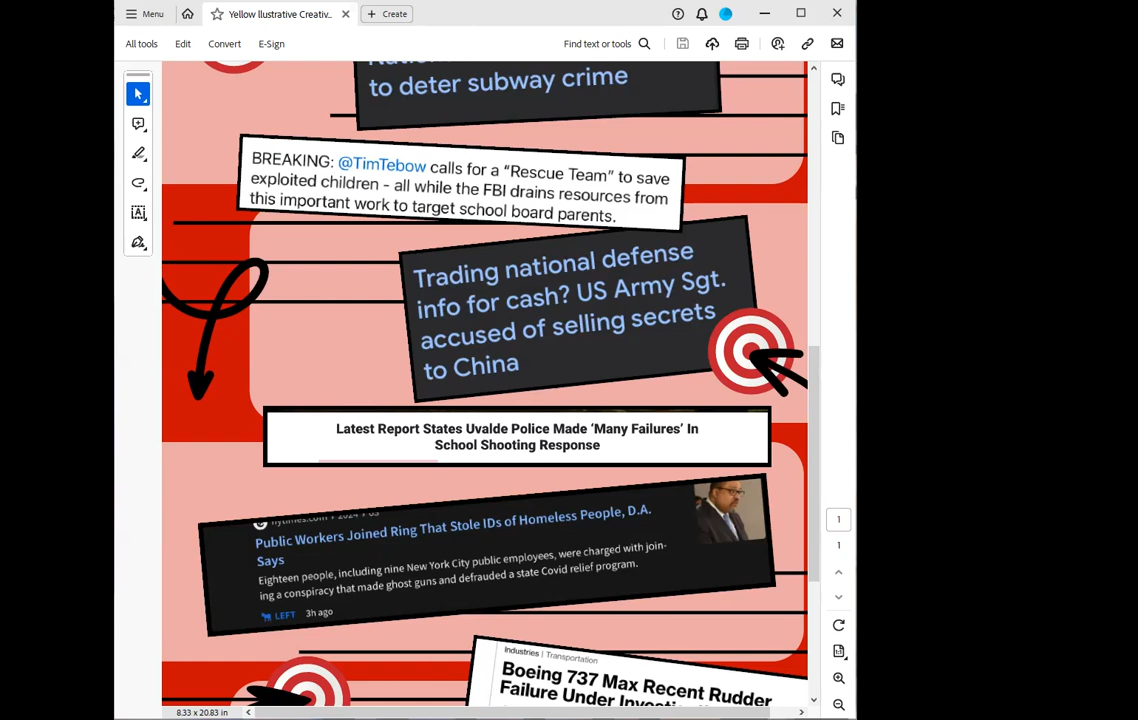 Menu
Yellow llustrative Creativ...
Create
All tools
Edit
Convert
E-Sign
Find text or tools
to deter subway crime
BREAKING: @TimTebow calls for a “Rescue Team” to save
exploited children - all while the FBI drains resources from
this important work to target school board parents.
Trading national defense
info for cash? US Army Sgt.
accused of selling secrets
to China
Latest Report States Uvalde Police Made ‘Many Failures’ In
School Shooting Response
nytimes.com • 2024 • US
Public Workers Joined Ring That Stole IDs of Homeless People, D.A.
Says
Eighteen people, including nine New York City public employees, were charged with join-
ing a conspiracy that made ghost guns and defrauded a state Covid relief program.
LEFT 3h ago
Industries | Transportation
Boeing 737 Max Recent Rudder
Failure Under
1
1
8.33 x 20.83 in